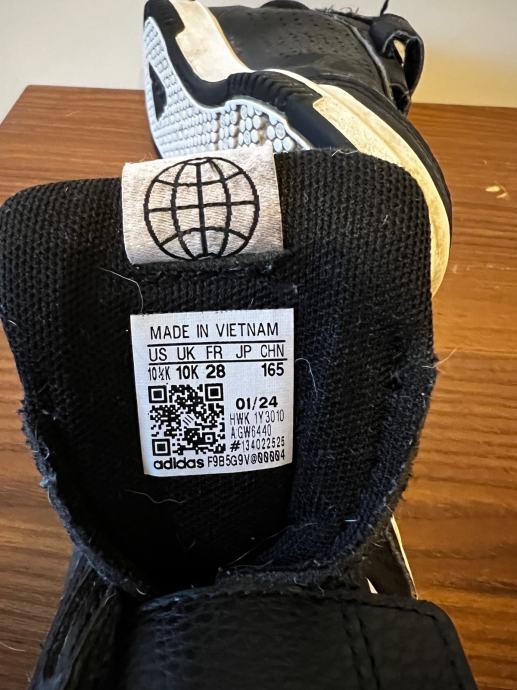 MADE IN VIETNAM
US UK FR JP CHN
10½K 10K 28 165
01/24
HWK 1Y3010
A.GW6440
#134022525
adidas F9B5G9V@00004